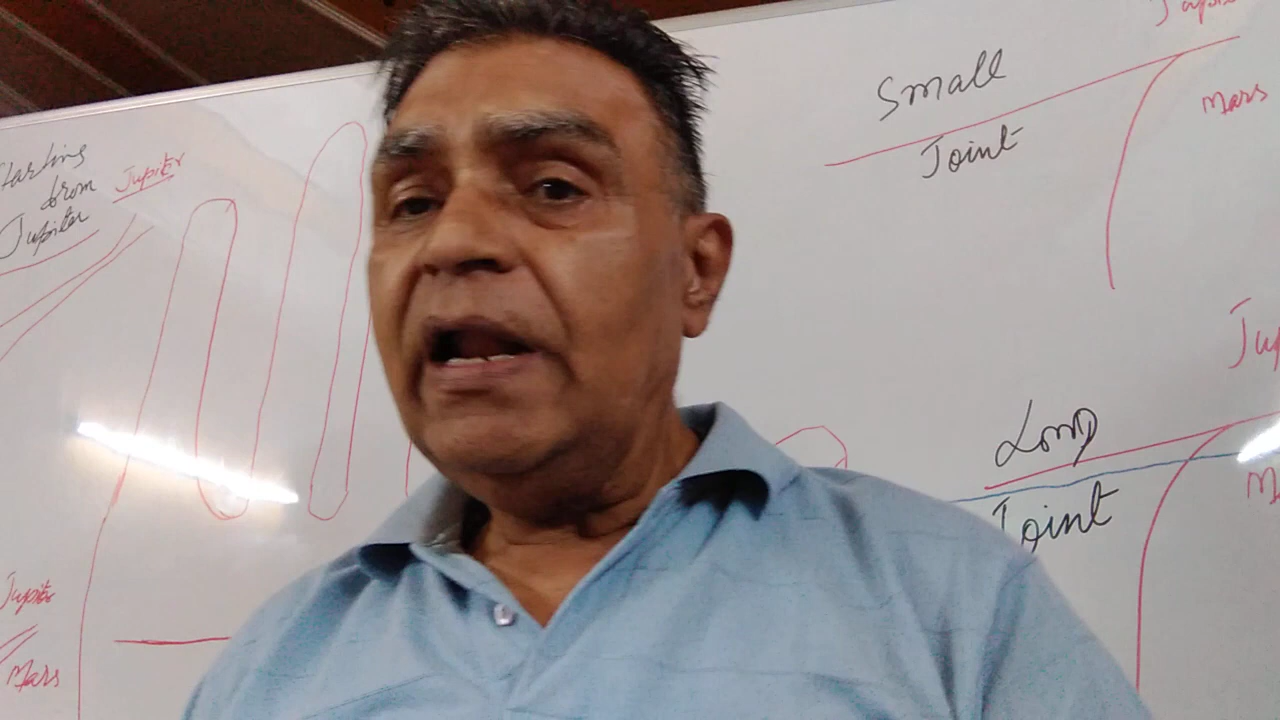 Starting
from
Jupiter
Jupiter
Small
Joint
Mars
Long
Joint
Jupiter
Mars